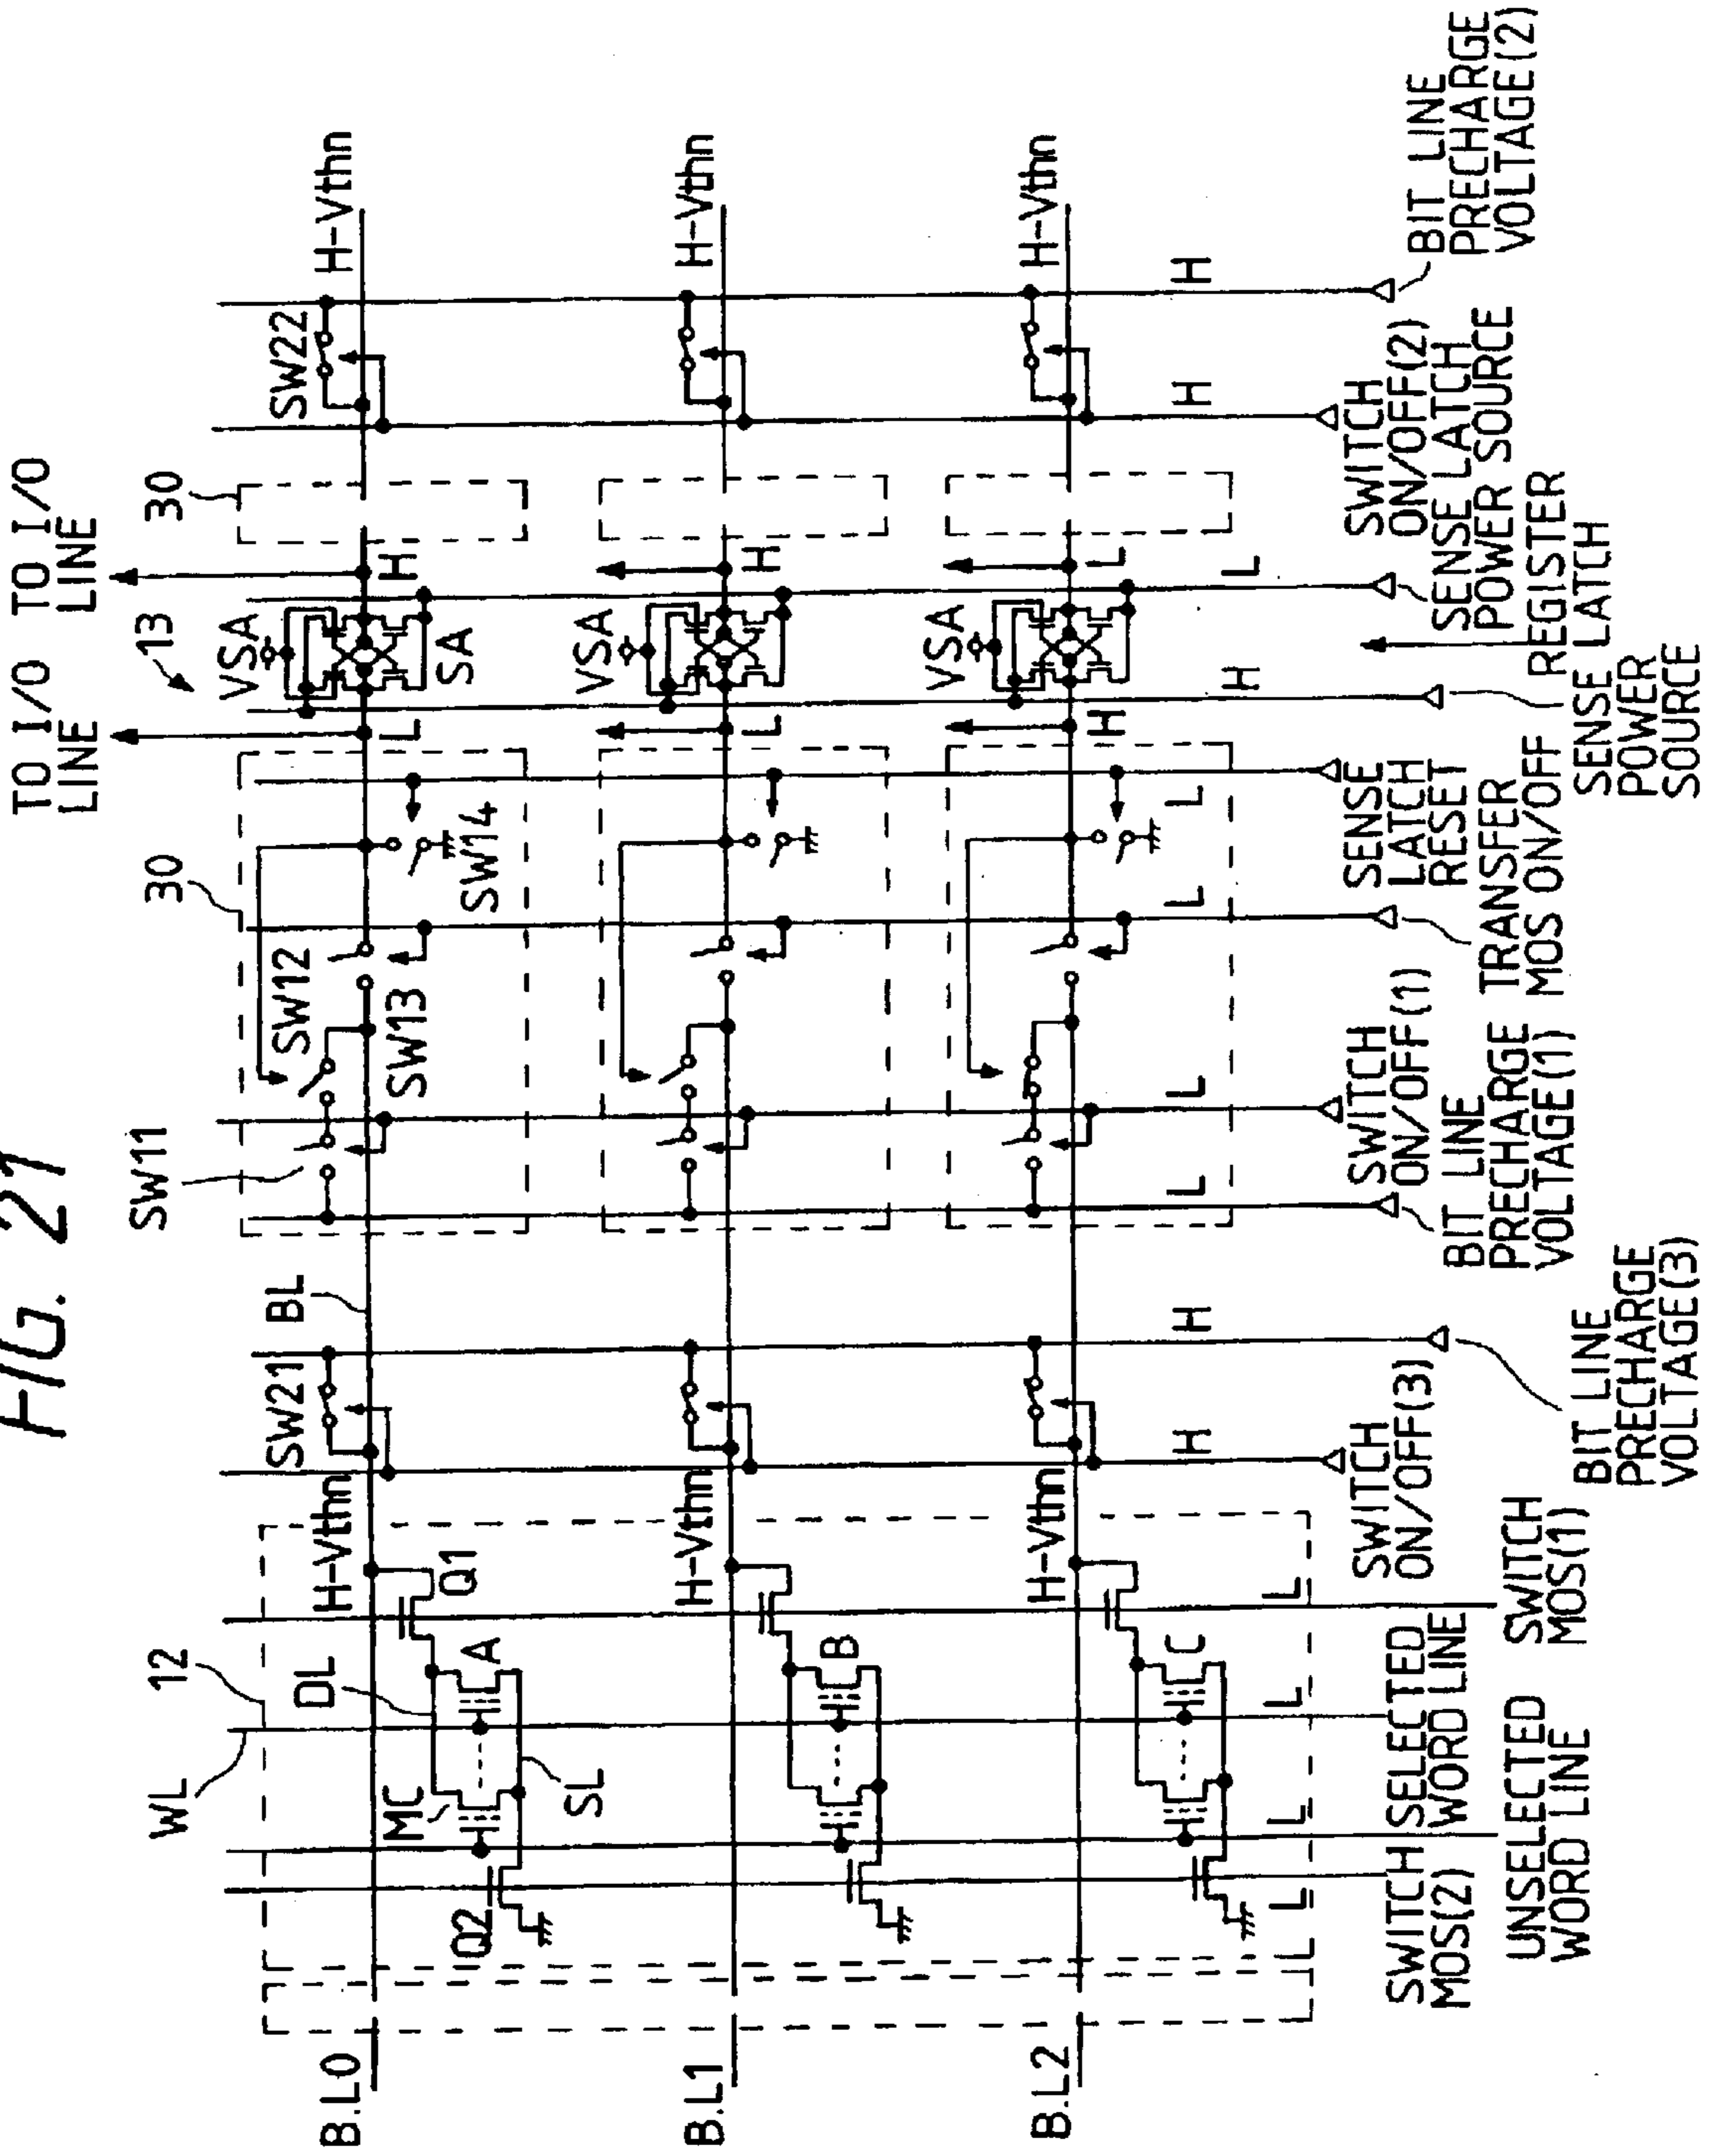 FIG. 21
TO I/O
LINE
TO I/O
LINE
SW11
30
13
30
WL
12
SW21
BL
SW12
VSA
SW22
DL
H-Vthn
H-Vthn
B.L0
MC
A
Q1
SW13
SW14
L
SA
H
Q2
SL
H-Vthn
VSA
H-Vthn
B.L1
L
H
B
H-Vthn
VSA
H-Vthn
B.L2
H
L
C
L
L
L
L
H
H
L
L
L
L
H
L
H
H
SWITCH
MOS(2)
SELECTED
WORD LINE
UNSELECTED
WORD LINE
SWITCH
MOS(1)
SWITCH
ON/OFF(3)
BIT LINE
PRECHARGE
VOLTAGE(3)
BIT LINE
PRECHARGE
VOLTAGE(1)
SWITCH
ON/OFF(1)
TRANSFER
MOS ON/OFF
SENSE
LATCH
RESET
SENSE LATCH
POWER
SOURCE
REGISTER
SENSE LATCH
POWER SOURCE
SWITCH
ON/OFF(2)
BIT LINE
PRECHARGE
VOLTAGE(2)